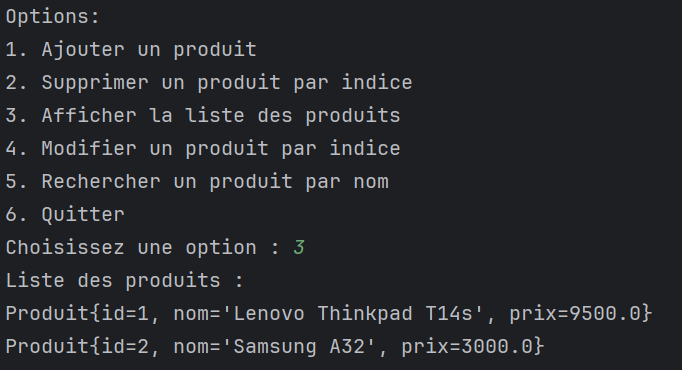 Options:
1. Ajouter un produit
2. Supprimer un produit par indice
3. Afficher la liste des produits
4. Modifier un produit par indice
5. Rechercher un produit par nom
6. Quitter
Choisissez une option : 3
Liste des produits :
Produit{id=1, nom='Lenovo Thinkpad T14s', prix=9500.0}
Produit{id=2, nom='Samsung A32', prix=3000.0}